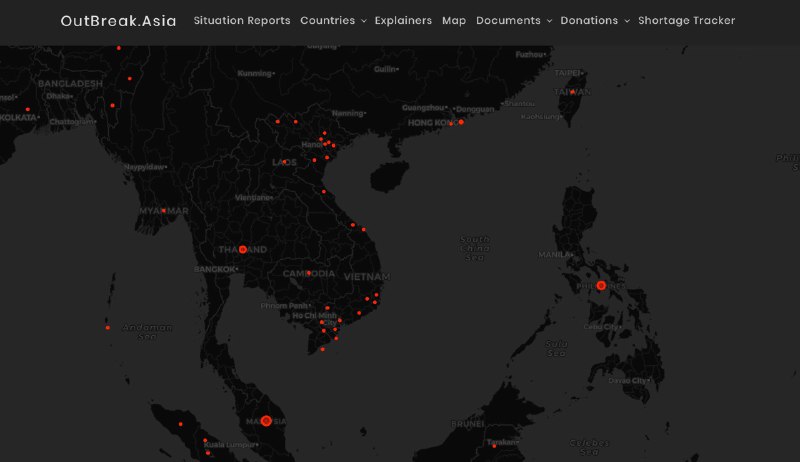 OutBreak.Asia
Situation Reports
Countries
Explainers
Map
Documents
Donations
Shortage Tracker
Fuzhou
Kunming
Guilin
TAIPEI
TAIWAN
BANGLADESH
Dhaka
KOLKATA
Chattogram
Nanning
Guangzhou
Dongguan
Shantou
Kaohsiung
HONG KONG
Hanoi
LAOS
Naypyidaw
Vientiane
MYANMAR
THAILAND
BANGKOK
CAMBODIA
VIETNAM
South
China
Sea
MANILA
PHILIPPINES
Phnom Penh
Ho Chi Minh
City
Andaman
Sea
Cebu City
Sulu
Sea
Davao City
MALAYSIA
BRUNEI
Kuala Lumpur
Tarakan
Celebes
Sea